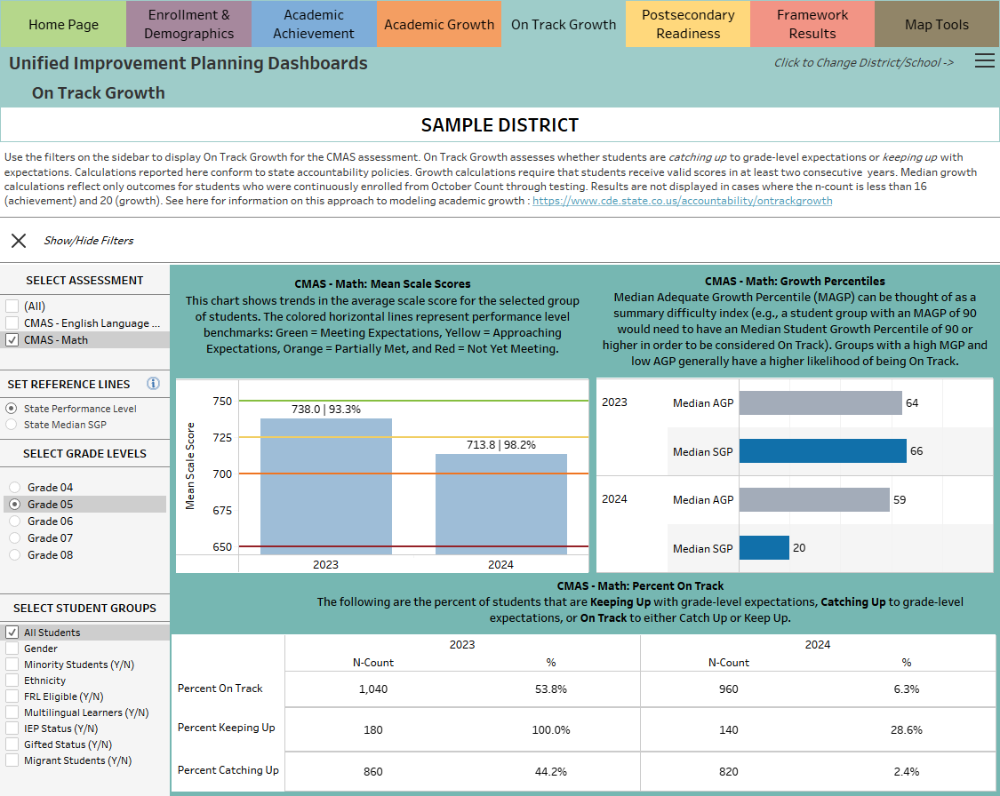 Home Page
Enrollment &
Demographics
Academic
Achievement
Academic Growth
On Track Growth
Postsecondary
Readiness
Framework
Results
Map Tools
Unified Improvement Planning Dashboards
Click to Change District/School ->
On Track Growth
SAMPLE DISTRICT
Use the filters on the sidebar to display On Track Growth for the CMAS assessment. On Track Growth assesses whether students are catching up to grade-level expectations or keeping up with
expectations. Calculations reported here conform to state accountability policies. Growth calculations require that students receive valid scores in at least two consecutive years. Median growth
calculations reflect only outcomes for students who were continuously enrolled from October Count through testing. Results are not displayed in cases where the n-count is less than 16
(achievement) and 20 (growth). See here for information on this approach to modeling academic growth : https://www.cde.state.co.us/accountability/ontrackgrowth
Show/Hide Filters
SELECT ASSESSMENT
(All)
CMAS - English Language ...
CMAS - Math
SET REFERENCE LINES
State Performance Level
State Median SGP
SELECT GRADE LEVELS
Grade 04
Grade 05
Grade 06
Grade 07
Grade 08
SELECT STUDENT GROUPS
All Students
Gender
Minority Students (Y/N)
Ethnicity
FRL Eligible (Y/N)
Multilingual Learners (Y/N)
IEP Status (Y/N)
Gifted Status (Y/N)
Migrant Students (Y/N)
CMAS - Math: Mean Scale Scores
This chart shows trends in the average scale score for the selected group
of students. The colored horizontal lines represent performance level
benchmarks: Green = Meeting Expectations, Yellow = Approaching
Expectations, Orange = Partially Met, and Red = Not Yet Meeting.
Mean Scale Score
750
725
700
675
650
738.0 | 93.3%
713.8 | 98.2%
2023
2024
CMAS - Math: Growth Percentiles
Median Adequate Growth Percentile (MAGP) can be thought of as a
summary difficulty index (e.g., a student group with an MAGP of 90
would need to have an Median Student Growth Percentile of 90 or
higher in order to be considered On Track). Groups with a high MGP and
low AGP generally have a higher likelihood of being On Track.
2023 Median AGP 64
Median SGP 66
2024 Median AGP 59
Median SGP 20
CMAS - Math: Percent On Track
The following are the percent of students that are Keeping Up with grade-level expectations, Catching Up to grade-level
expectations, or On Track to either Catch Up or Keep Up.
2023 2024
N-Count % N-Count %
Percent On Track 1,040 53.8% 960 6.3%
Percent Keeping Up 180 100.0% 140 28.6%
Percent Catching Up 860 44.2% 820 2.4%